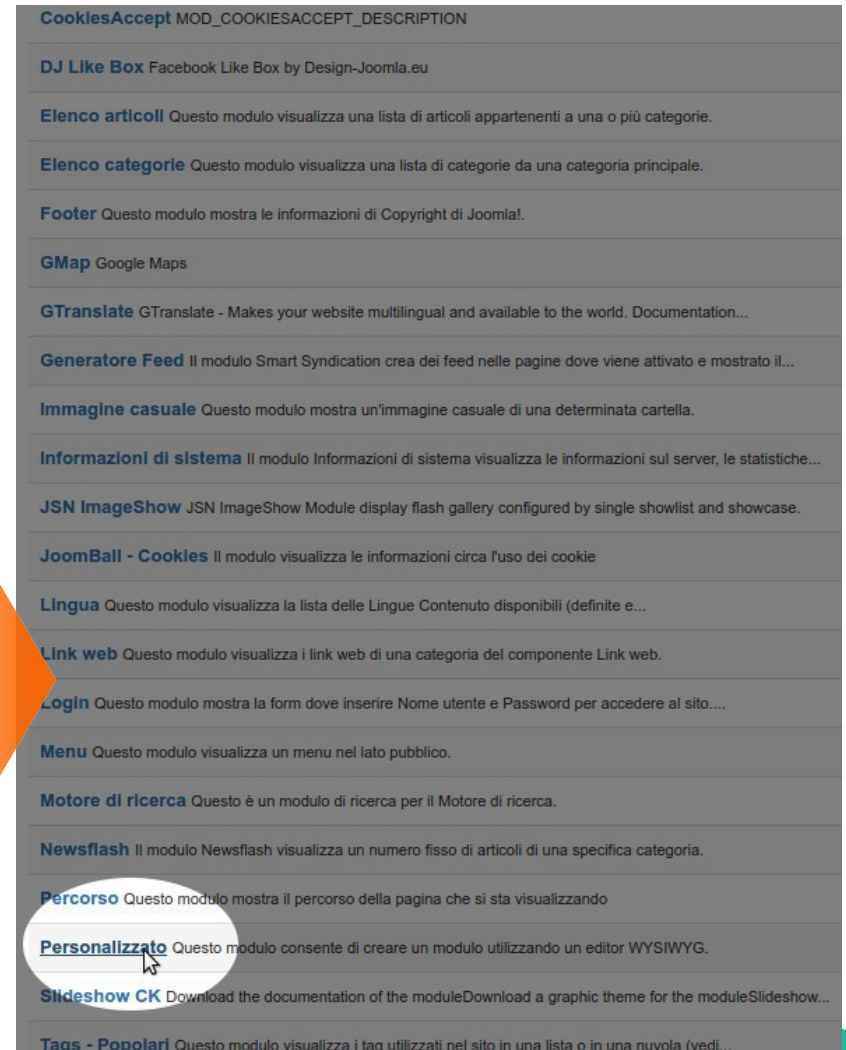 CookiesAccept MOD_COOKIESACCEPT_DESCRIPTION
DJ Like Box Facebook Like Box by Design-Joomla.eu
Elenco articoli Questo modulo visualizza una lista di articoli appartenenti a una o più categorie.
Elenco categorie Questo modulo visualizza una lista di categorie da una categoria principale.
Footer Questo modulo mostra le informazioni di Copyright di Joomla!.
GMap Google Maps
GTranslate GTranslate - Makes your website multilingual and available to the world. Documentation...
Generatore Feed Il modulo Smart Syndication crea dei feed nelle pagine dove viene attivato e mostrato il...
Immagine casuale Questo modulo mostra un'immagine casuale di una determinata cartella.
Informazioni di sistema Il modulo Informazioni di sistema visualizza le informazioni sul server, le statistiche...
JSN ImageShow JSN ImageShow Module display flash gallery configured by single showlist and showcase.
JoomBall - Cookies Il modulo visualizza le informazioni circa l'uso dei cookie
Lingua Questo modulo visualizza la lista delle Lingue Contenuto disponibili (definite e...
Link web Questo modulo visualizza i link web di una categoria del componente Link web.
Login Questo modulo mostra la form dove inserire Nome utente e Password per accedere al sito....
Menu Questo modulo visualizza un menu nel lato pubblico.
Motore di ricerca Questo è un modulo di ricerca per il Motore di ricerca.
Newsflash Il modulo Newsflash visualizza un numero fisso di articoli di una specifica categoria.
Percorso Questo modulo mostra il percorso della pagina che si sta visualizzando
Personalizzato Questo modulo consente di creare un modulo utilizzando un editor WYSIWYG.
Slideshow CK Download the documentation of the moduleDownload a graphic theme for the moduleSlideshow...
Tags - Popolari Questo modulo visualizza i tag utilizzati nel sito in una lista o in una nuvola (vedi...